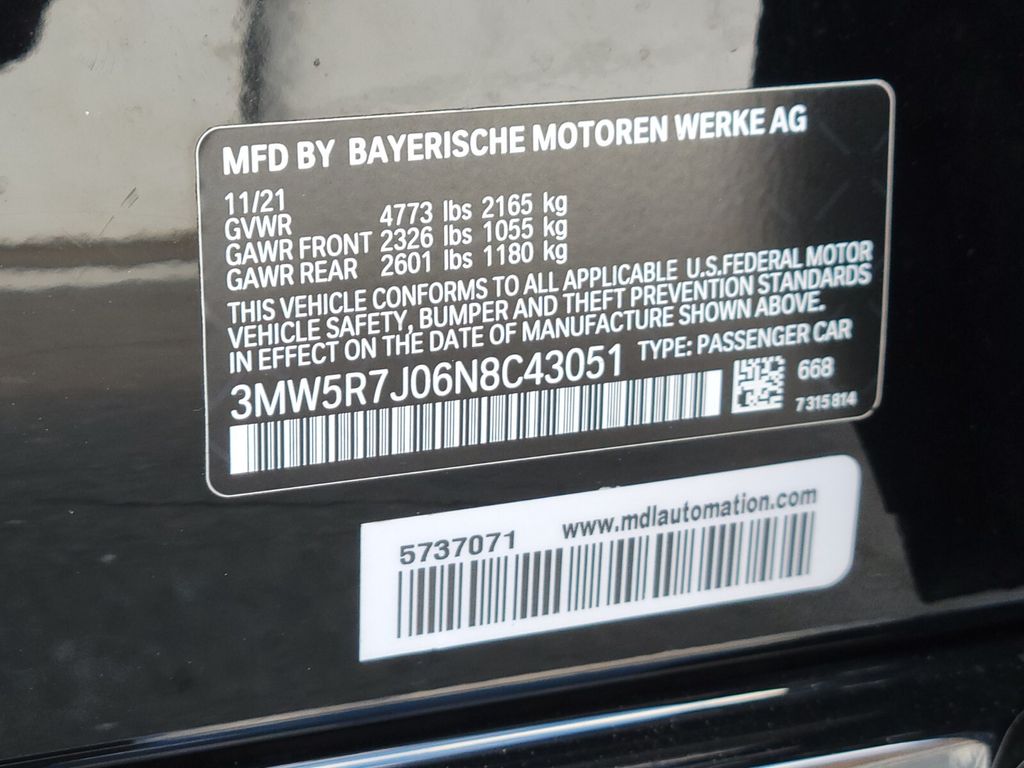 MFD BY BAYERISCHE MOTOREN WERKE AG
11/21
GVWR 4773 lbs 2165 kg
GAWR FRONT 2326 lbs 1055 kg
GAWR REAR 2601 lbs 1180 kg
THIS VEHICLE CONFORMS TO ALL APPLICABLE U.S.FEDERAL MOTOR
VEHICLE SAFETY, BUMPER AND THEFT PREVENTION STANDARDS
IN EFFECT ON THE DATE OF MANUFACTURE SHOWN ABOVE.
3MW5R7J06N8C43051 TYPE: PASSENGER CAR
668
7315814
5737071 www.mdlautomation.com